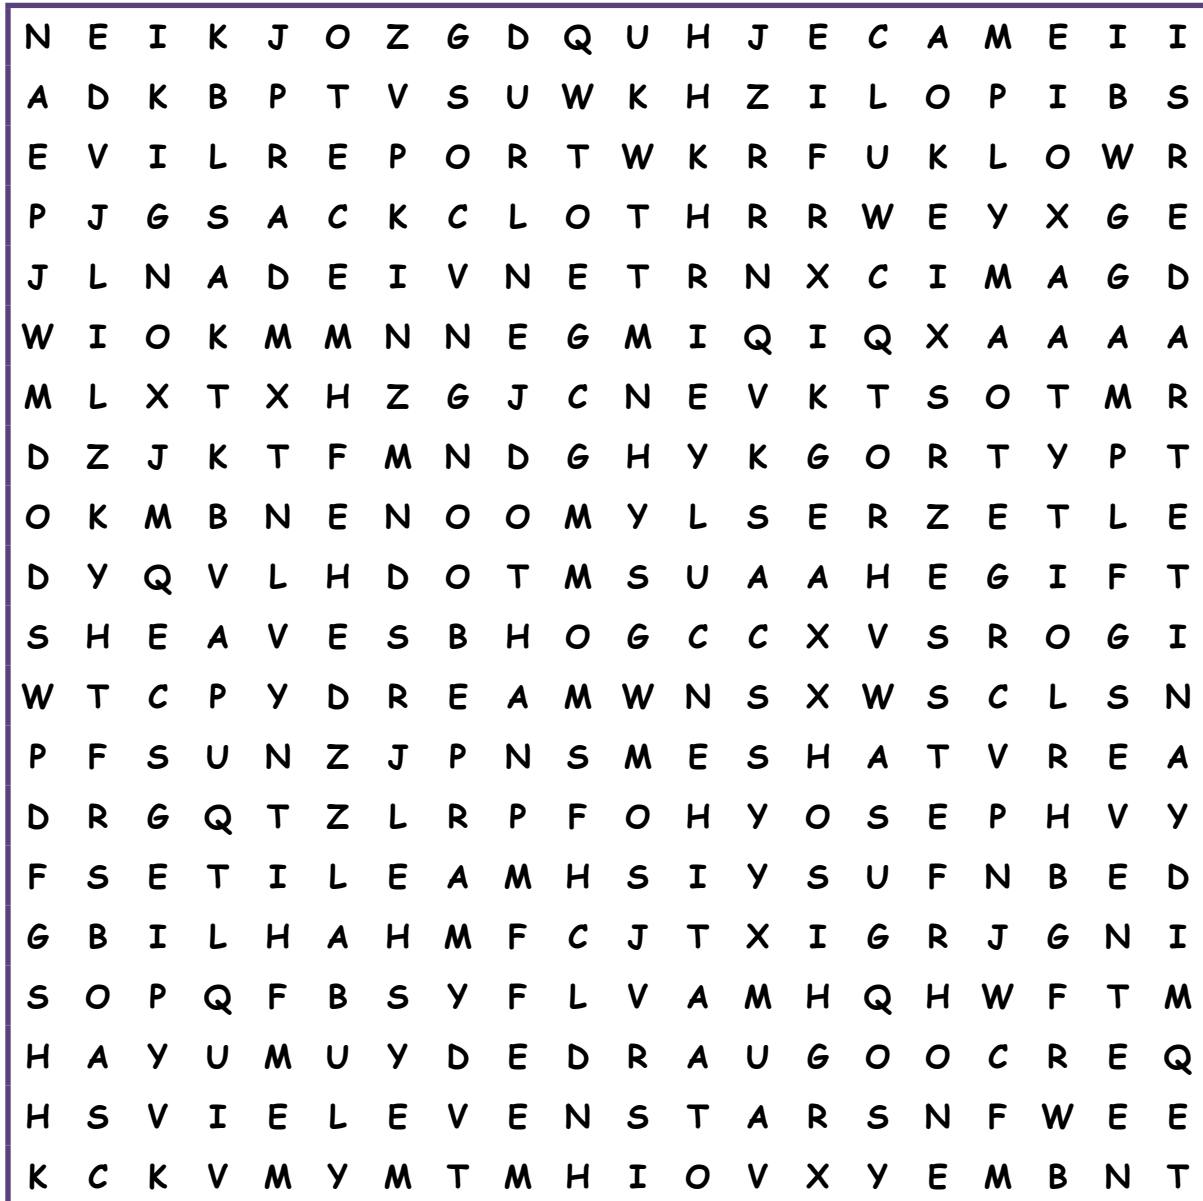 N E I K J O Z G D Q U H J E C A M E I I
A D K B P T V S U W K H Z I L O P I B S
E V I L R E P O R T W K R F U K L O W R
P J G S A C K C L O T H R R W E Y X G E
J L N A D E I V N E T R N X C I M A G D
W I O K M M N N E G M I Q I Q X A A A A
M L X T X H Z G J C N E V K T S O T M R
D Z J K T F M N D G H Y K G O R T Y P T
O K M B N E N O O M Y L S E R Z E T L E
D Y Q V L H D O T M S U A A H E G I F T
S H E A V E S B H O G C C X V S R O G I
W T C P Y D R E A M W N S X W S C L S N
P F S U N Z J P N S M E S H A T V R E A
D R G Q T Z L R P F O H Y O S E P H V Y
F S E T I L E A M H S I Y S U F N B E D
G B I L H A H M F C J T X I G R J G N I
S O P Q F B S Y F L V A M H Q H W F T M
H A Y U M U Y D E D R A U G O O C R E Q
H S V I E L E V E N S T A R S N F W E E
K C K V M Y M T M H I O V X Y E M B N T